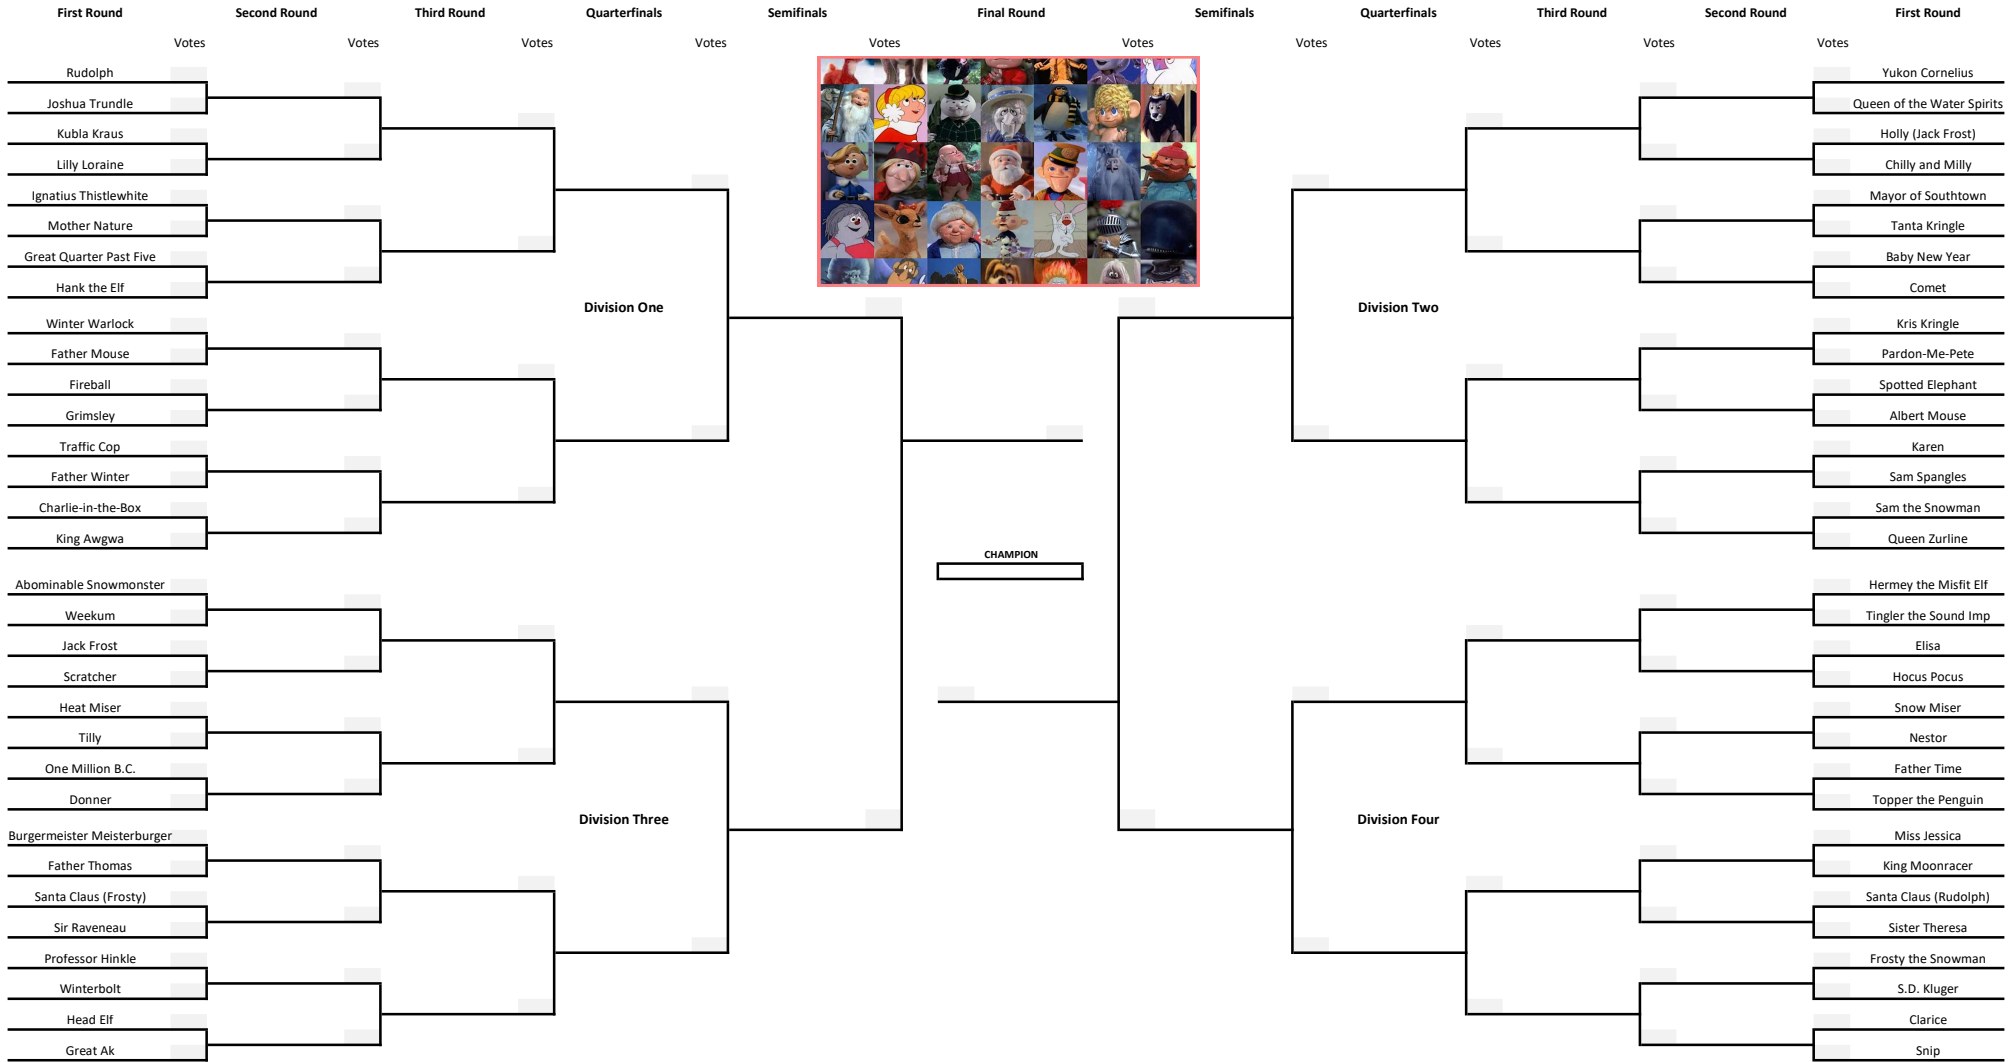 First Round Second Round Third Round Quarterfinals Semifinals Final Round Semifinals Quarterfinals Third Round Second Round First Round
Votes Votes Votes Votes Votes Votes Votes Votes Votes Votes
Rudolph
Joshua Trundle
Kubla Kraus
Lilly Loraine
Ignatius Thistlewhite
Mother Nature
Great Quarter Past Five
Hank the Elf
Division One
Winter Warlock
Father Mouse
Fireball
Grimsley
Traffic Cop
Father Winter
Charlie-in-the-Box
King Awgwa
Abominable Snowmonster
Weekum
Jack Frost
Scratcher
Heat Miser
Tilly
One Million B.C.
Donner
Division Three
Burgermeister Meisterburger
Father Thomas
Santa Claus (Frosty)
Sir Raveneau
Professor Hinkle
Winterbolt
Head Elf
Great Ak
CHAMPION
Yukon Cornelius
Queen of the Water Spirits
Holly (Jack Frost)
Chilly and Milly
Mayor of Southtown
Tanta Kringle
Baby New Year
Comet
Division Two
Kris Kringle
Pardon-Me-Pete
Spotted Elephant
Albert Mouse
Karen
Sam Spangles
Sam the Snowman
Queen Zurline
Hermey the Misfit Elf
Tingler the Sound Imp
Elisa
Hocus Pocus
Snow Miser
Nestor
Father Time
Topper the Penguin
Division Four
Miss Jessica
King Moonracer
Santa Claus (Rudolph)
Sister Theresa
Frosty the Snowman
S.D. Kluger
Clarice
Snip